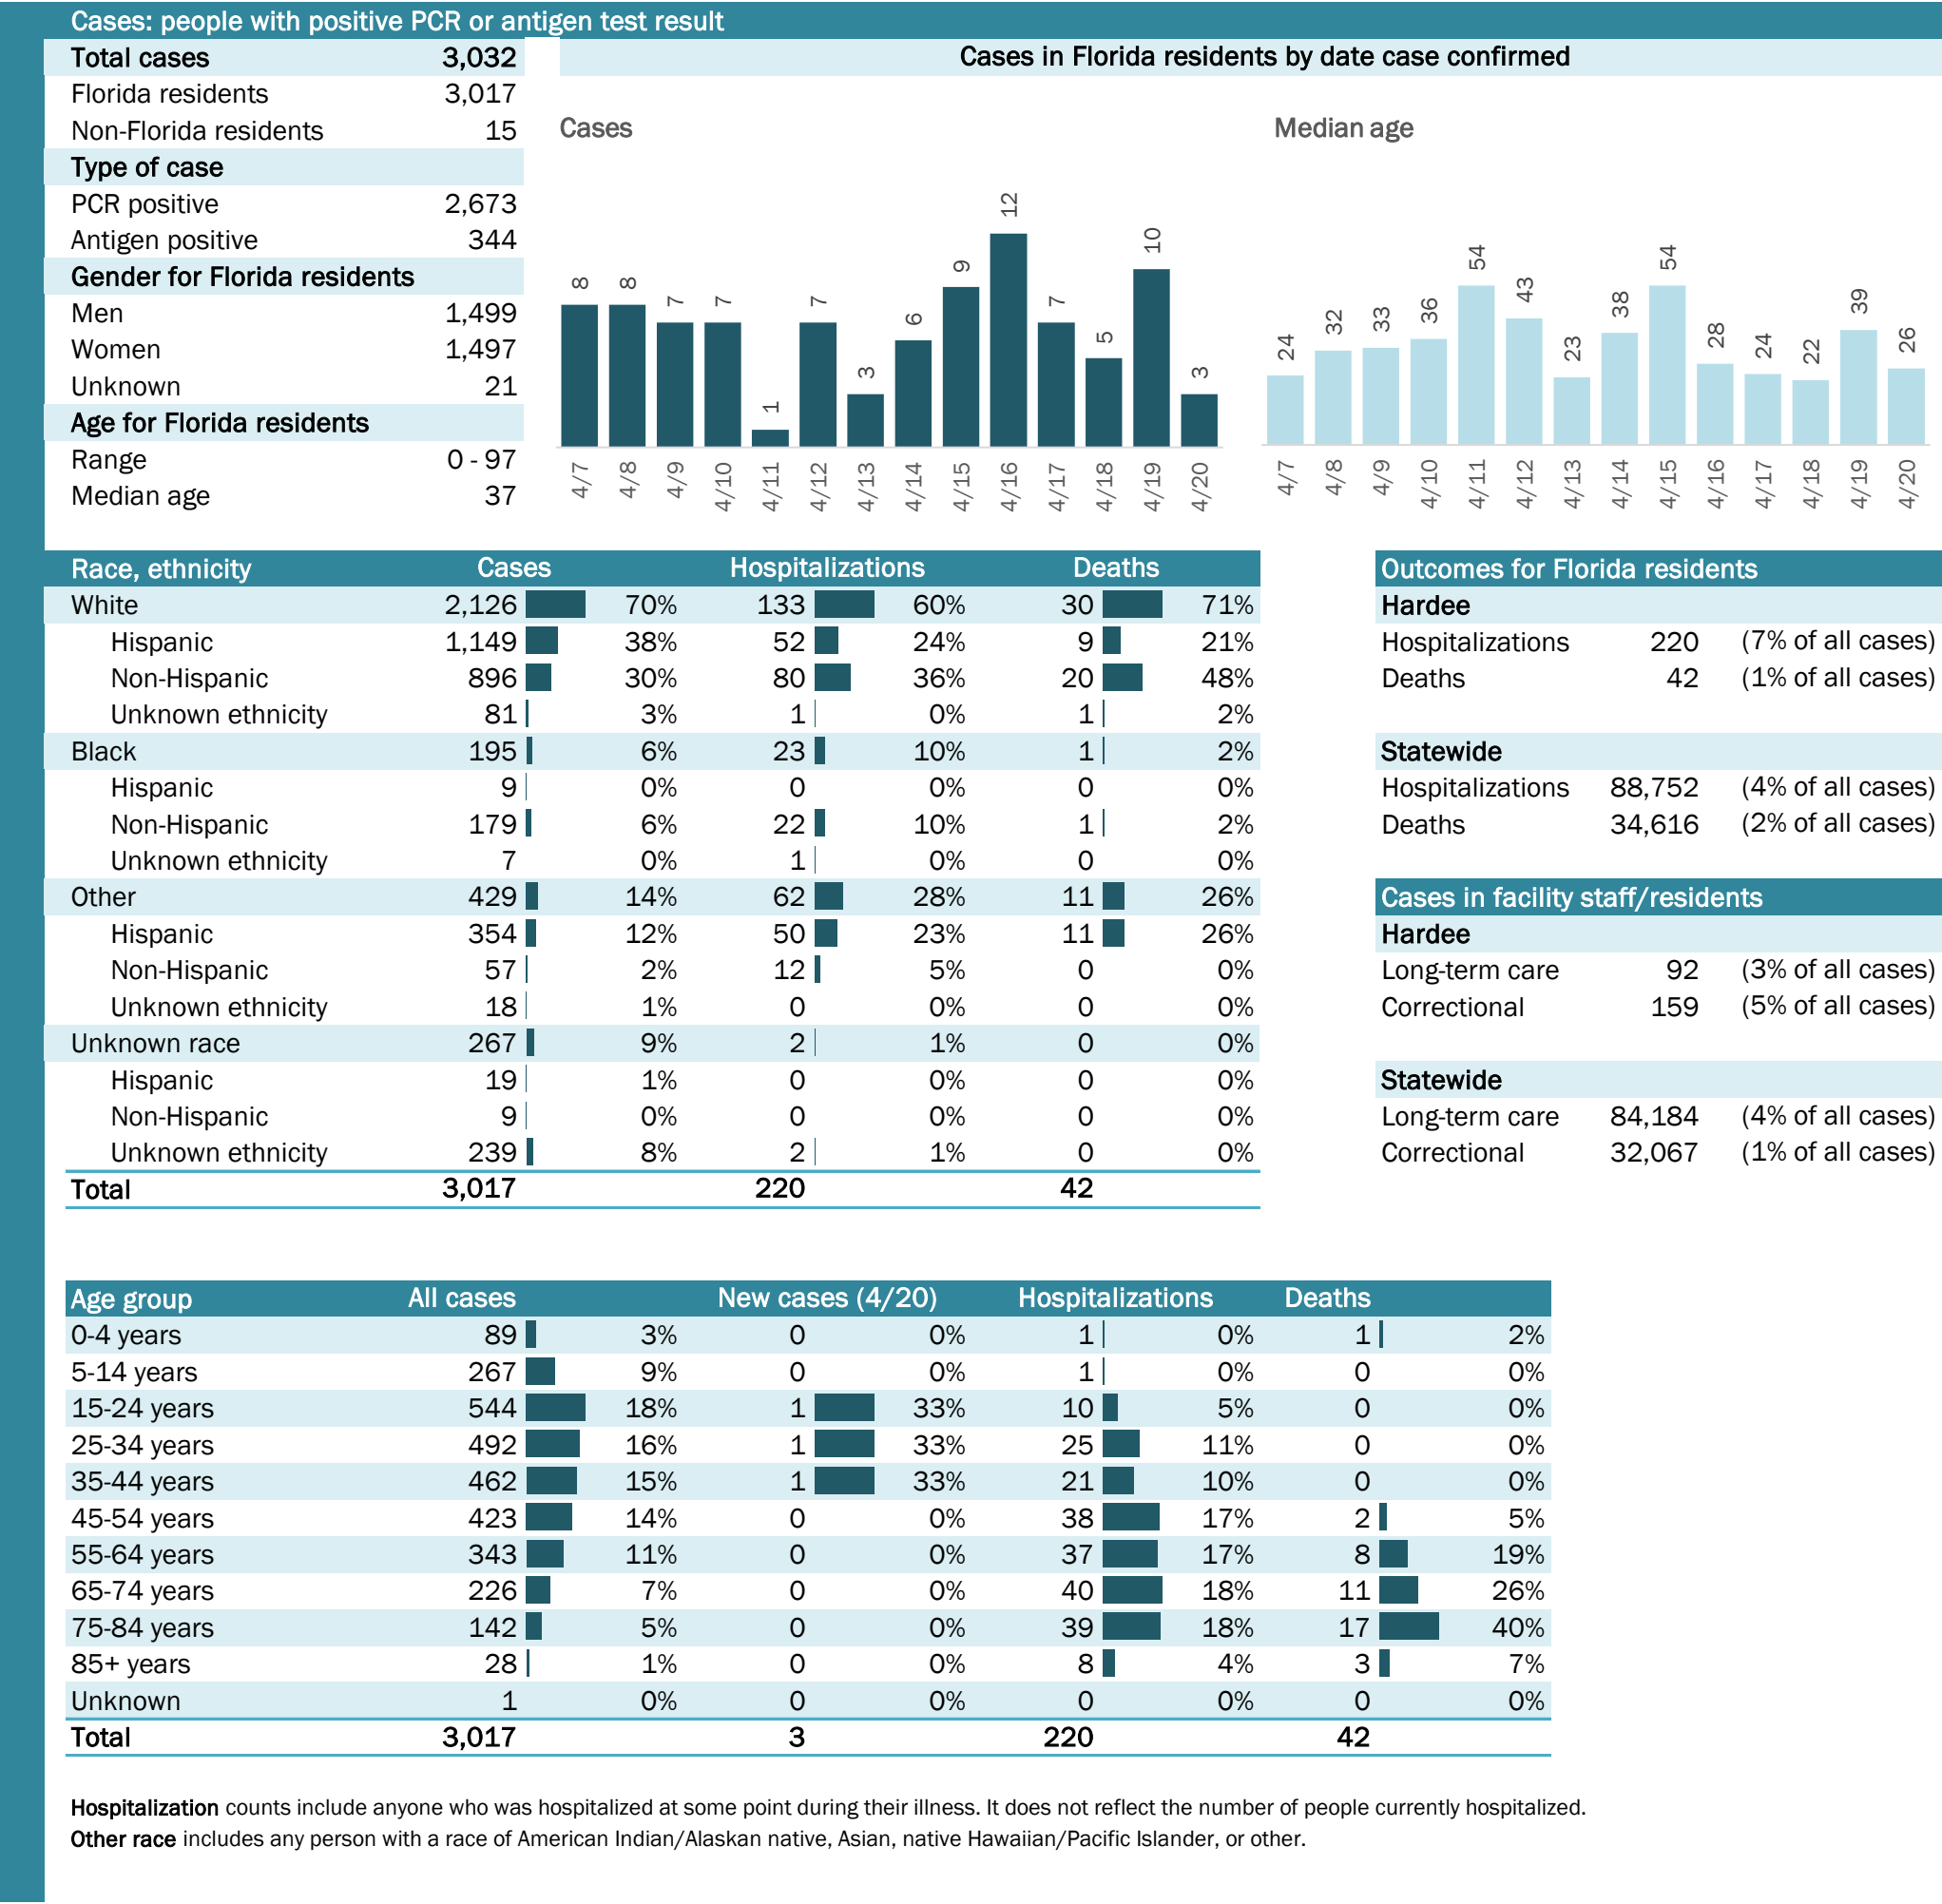 Cases: people with positive PCR or antigen test result
Total cases 3,032
Florida residents 3,017
Non-Florida residents 15
Type of case
PCR positive 2,673
Antigen positive 344
Gender for Florida residents
Men 1,499
Women 1,497
Unknown 21
Age for Florida residents
Range 0 - 97
Median age 37
Cases in Florida residents by date case confirmed
Cases
8 8 7 7 1 7 3 6 9 12 7 5 10 3
4/7 4/8 4/9 4/10 4/11 4/12 4/13 4/14 4/15 4/16 4/17 4/18 4/19 4/20
Median age
24 32 33 36 54 43 23 38 54 28 24 22 39 26
4/7 4/8 4/9 4/10 4/11 4/12 4/13 4/14 4/15 4/16 4/17 4/18 4/19 4/20
Race, ethnicity Cases Hospitalizations Deaths
White 2,126 70% 133 60% 30 71%
Hispanic 1,149 38% 52 24% 9 21%
Non-Hispanic 896 30% 80 36% 20 48%
Unknown ethnicity 81 3% 1 0% 1 2%
Black 195 6% 23 10% 1 2%
Hispanic 9 0% 0 0% 0 0%
Non-Hispanic 179 6% 22 10% 1 2%
Unknown ethnicity 7 0% 1 0% 0 0%
Other 429 14% 62 28% 11 26%
Hispanic 354 12% 50 23% 11 26%
Non-Hispanic 57 2% 12 5% 0 0%
Unknown ethnicity 18 1% 0 0% 0 0%
Unknown race 267 9% 2 1% 0 0%
Hispanic 19 1% 0 0% 0 0%
Non-Hispanic 9 0% 0 0% 0 0%
Unknown ethnicity 239 8% 2 1% 0 0%
Total 3,017 220 42
Outcomes for Florida residents
Hardee
Hospitalizations 220 (7% of all cases)
Deaths 42 (1% of all cases)
Statewide
Hospitalizations 88,752 (4% of all cases)
Deaths 34,616 (2% of all cases)
Cases in facility staff/residents
Hardee
Long-term care 92 (3% of all cases)
Correctional 159 (5% of all cases)
Statewide
Long-term care 84,184 (4% of all cases)
Correctional 32,067 (1% of all cases)
Age group All cases New cases (4/20) Hospitalizations Deaths
0-4 years 89 3% 0 0% 1 0% 1 2%
5-14 years 267 9% 0 0% 1 0% 0 0%
15-24 years 544 18% 1 33% 10 5% 0 0%
25-34 years 492 16% 1 33% 25 11% 0 0%
35-44 years 462 15% 1 33% 21 10% 0 0%
45-54 years 423 14% 0 0% 38 17% 2 5%
55-64 years 343 11% 0 0% 37 17% 8 19%
65-74 years 226 7% 0 0% 40 18% 11 26%
75-84 years 142 5% 0 0% 39 18% 17 40%
85+ years 28 1% 0 0% 8 4% 3 7%
Unknown 1 0% 0 0% 0 0% 0 0%
Total 3,017 3 220 42
Hospitalization counts include anyone who was hospitalized at some point during their illness. It does not reflect the number of people currently hospitalized.
Other race includes any person with a race of American Indian/Alaskan native, Asian, native Hawaiian/Pacific Islander, or other.